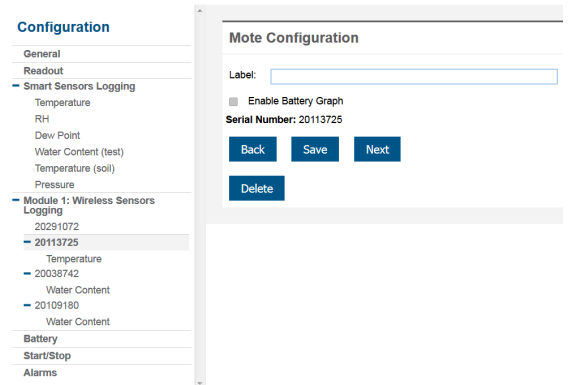 Configuration
General
Readout
Smart Sensors Logging
Temperature
RH
Dew Point
Water Content (test)
Temperature (soil)
Pressure
Module 1: Wireless Sensors
Logging
20291072
20113725
Temperature
20038742
Water Content
20109180
Water Content
Battery
Start/Stop
Alarms
Mote Configuration
Label:
Enable Battery Graph
Serial Number: 20113725
Back Save Next
Delete